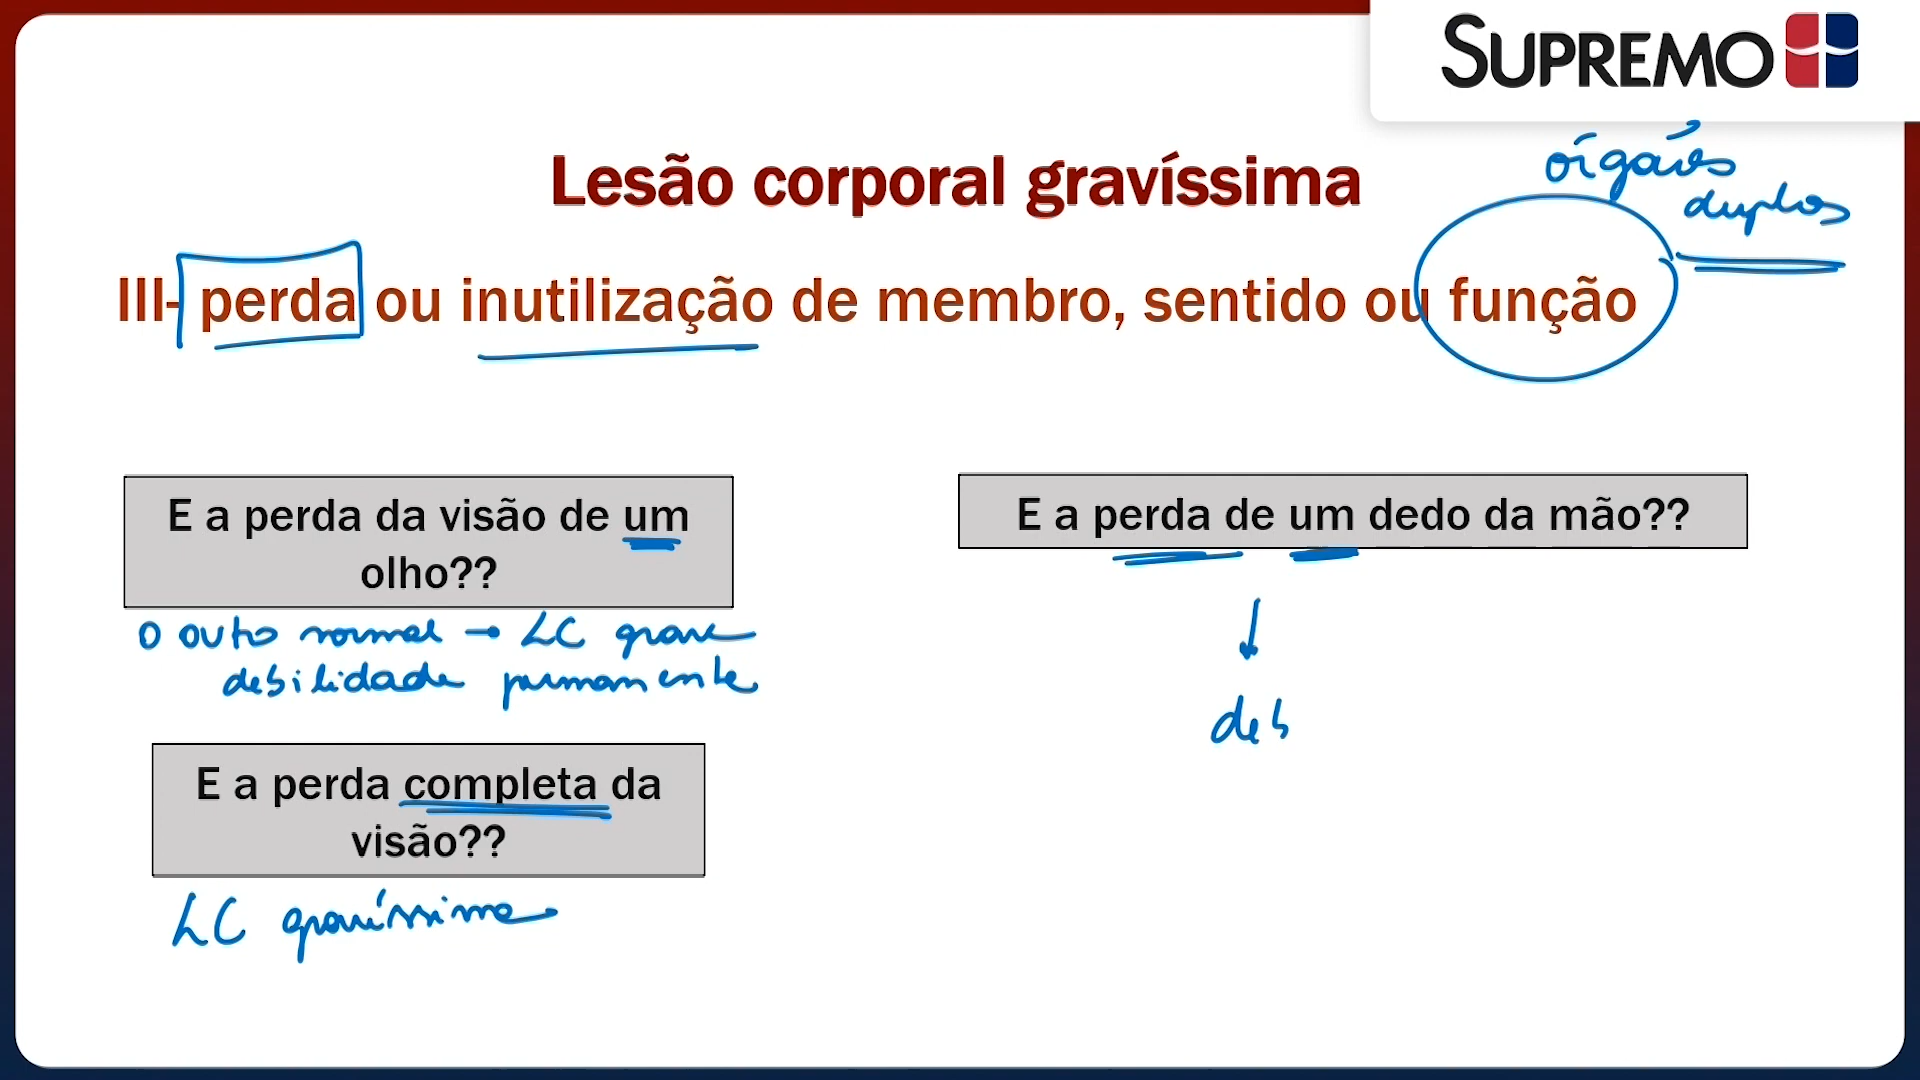 SUPREMO
órgãos
duplos
Lesão corporal gravíssima
III- perda ou inutilização de membro, sentido ou função
E a perda da visão de um
olho??
o outro normal → LC grave
debilidade permanente
E a perda completa da
visão??
LC gravíssima
E a perda de um dedo da mão??
↓
deb